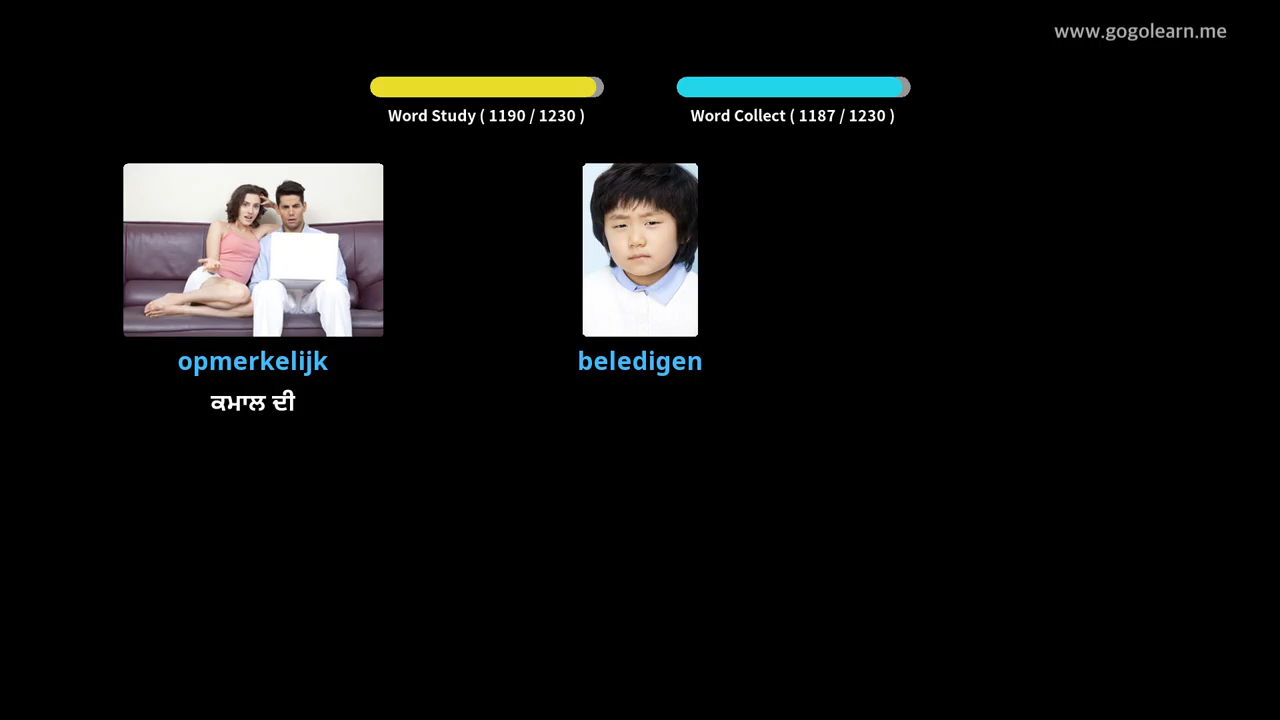 www.gogolearn.me
Word Study ( 1190 / 1230 )
Word Collect ( 1187 / 1230 )
opmerkelijk
beledigen
ਕਮਾਲ ਦੀ